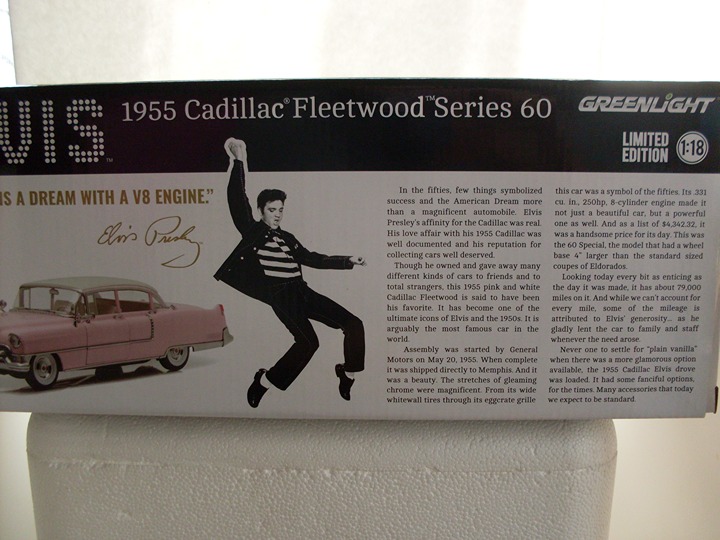 VIS™
1955 Cadillac® Fleetwood™ Series 60
GREENLIGHT
LIMITED
EDITION
1:18
IS A DREAM WITH A V8 ENGINE."
Elvis Presley
In the fifties, few things symbolized
success and the American Dream more
than a magnificent automobile. Elvis
Presley's affinity for the Cadillac was real.
His love affair with his 1955 Cadillac was
well documented and his reputation for
collecting cars well deserved.
Though he owned and gave away many
different kinds of cars to friends and to
total strangers, this 1955 pink and white
Cadillac Fleetwood is said to have been
his favorite. It has become one of the
ultimate icons of Elvis and the 1950s. It is
arguably the most famous car in the
world.
Assembly was started by General
Motors on May 20, 1955. When complete
it was shipped directly to Memphis. And it
was a beauty. The stretches of gleaming
chrome were magnificent. From its wide
whitewall tires through its eggcrate grille
this car was a symbol of the fifties. Its .331
cu. in., 250hp, 8-cylinder engine made it
not just a beautiful car, but a powerful
one as well. And as a list of $4,342.32, it
was a handsome price for its day. This was
the 60 Special, the model that had a wheel
base 4" larger than the standard sized
coupes of Eldorados.
Looking today every bit as enticing as
the day it was made, it has about 79,000
miles on it. And while we can't account for
every mile, some of the mileage is
attributed to Elvis' generosity... as he
gladly lent the car to family and staff
whenever the need arose.
Never one to settle for "plain vanilla"
when there was a more glamorous option
available, the 1955 Cadillac Elvis drove
was loaded. It had some fanciful options,
for the times. Many accessories that today
we expect to be standard.